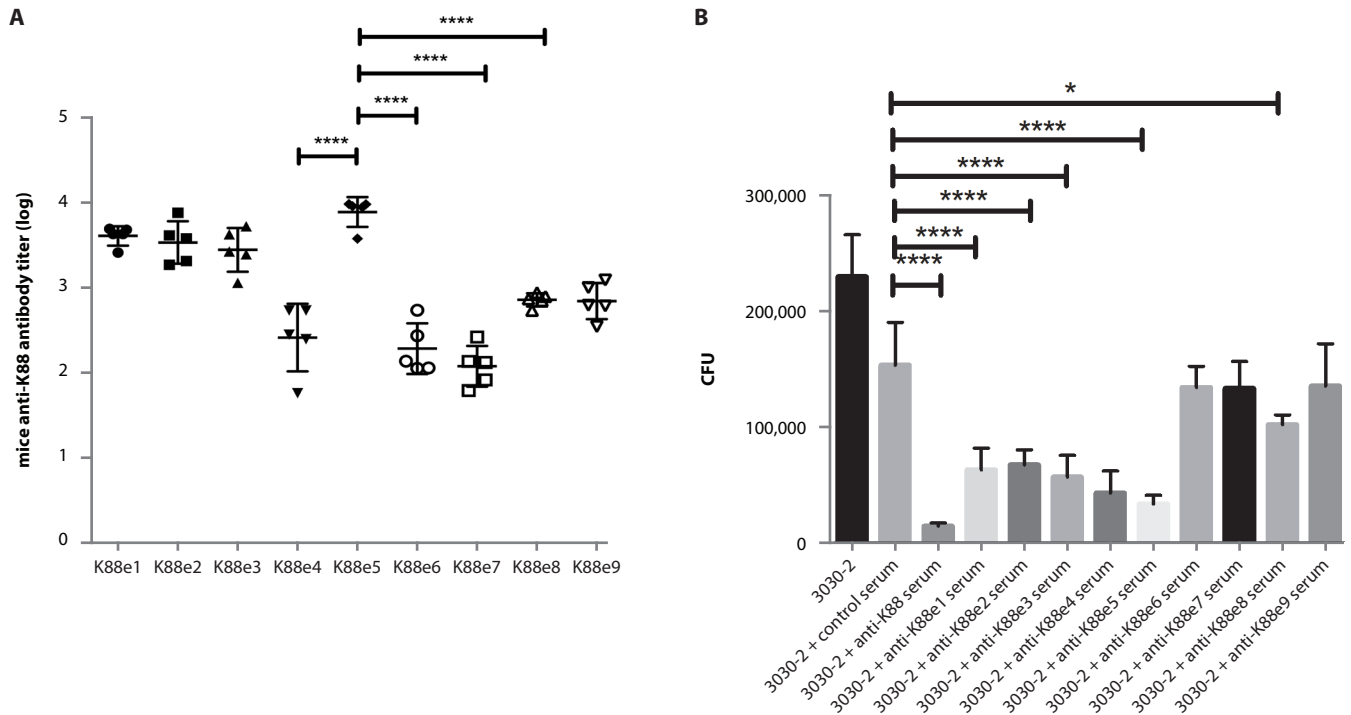 A
****
****
****
****
5
4
3
2
1
0
mice anti-K88 antibody titer (log)
K88e1 K88e2 K88e3 K88e4 K88e5 K88e6 K88e7 K88e8 K88e9
B
*
****
****
****
****
****
300,000
200,000
100,000
0
CFU
3030-2
3030-2 + control serum
3030-2 + anti-K88 serum
3030-2 + anti-K88e1 serum
3030-2 + anti-K88e2 serum
3030-2 + anti-K88e3 serum
3030-2 + anti-K88e4 serum
3030-2 + anti-K88e5 serum
3030-2 + anti-K88e6 serum
3030-2 + anti-K88e7 serum
3030-2 + anti-K88e8 serum
3030-2 + anti-K88e9 serum